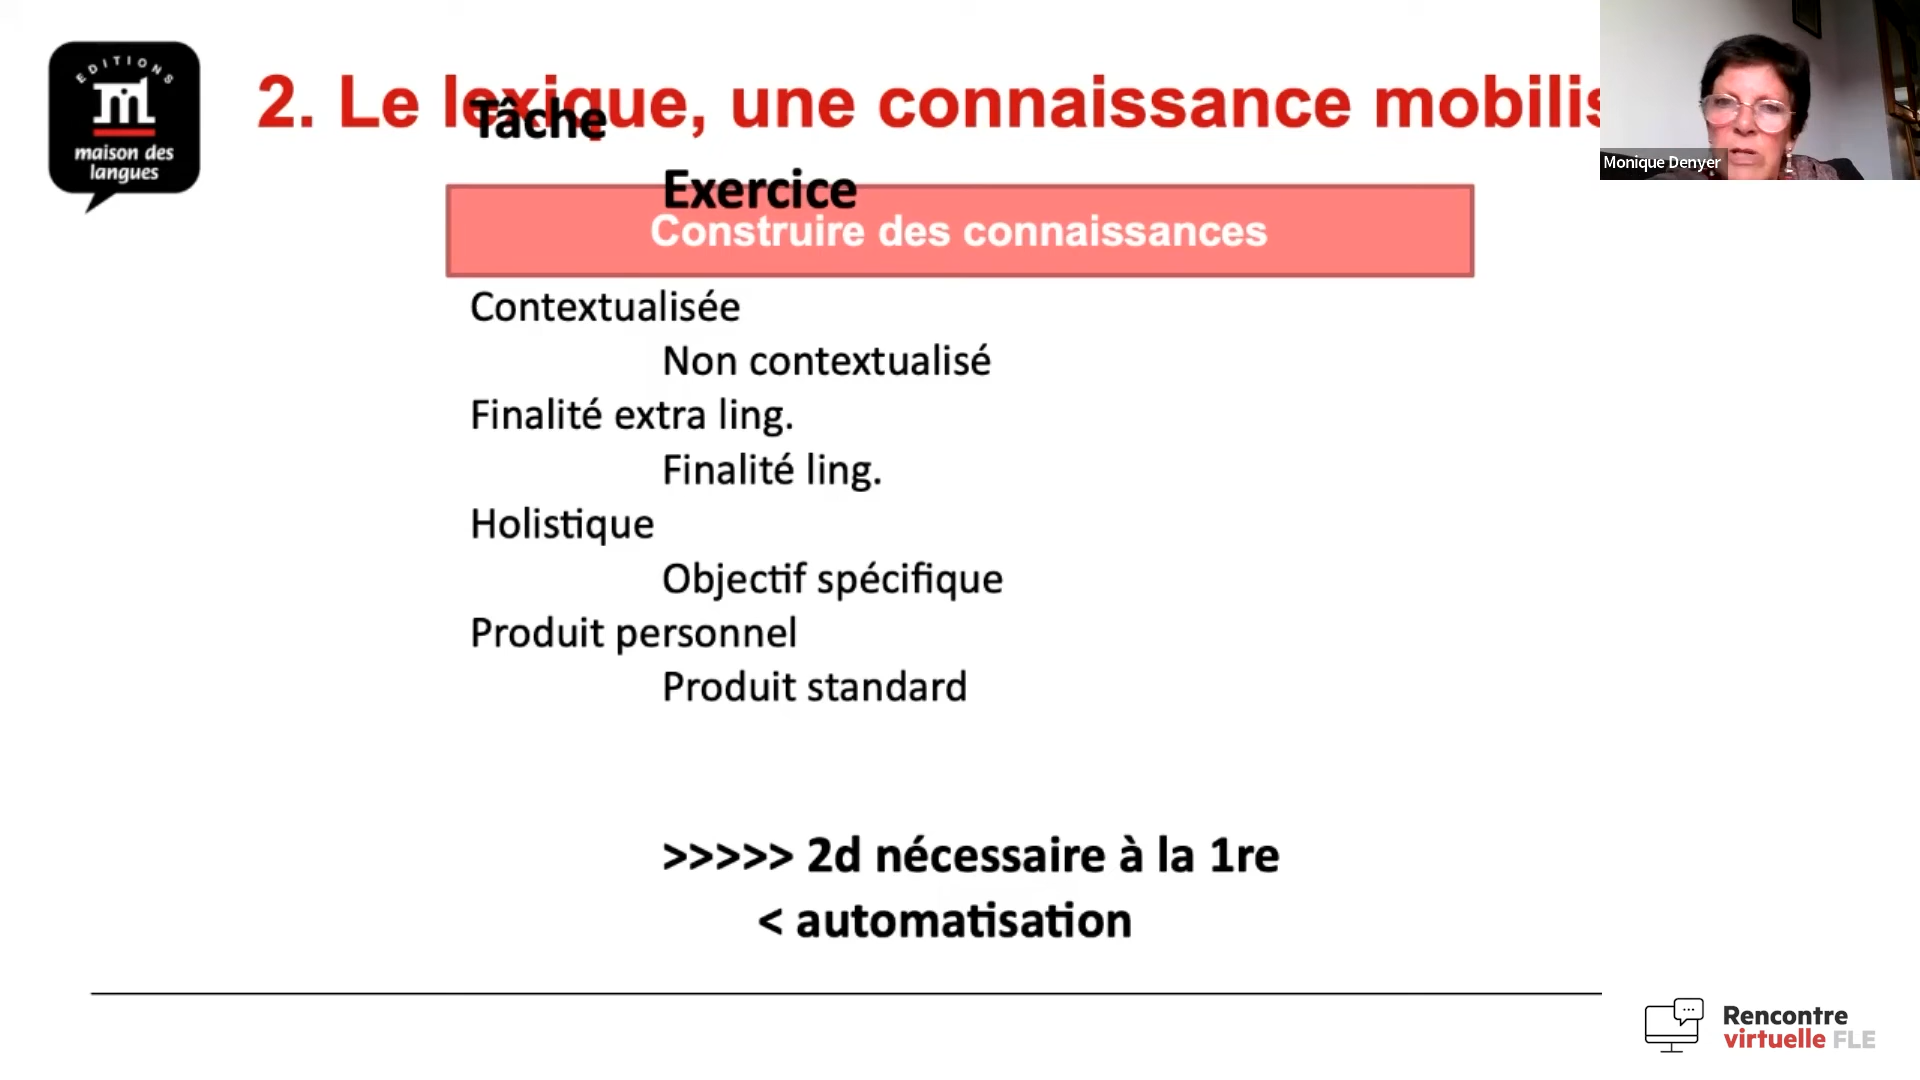 EDITIONS
maison des
langues
2. Le lexique, une connaissance mobilis
Tâche
Exercice
Construire des connaissances
Contextualisée
Non contextualisé
Finalité extra ling.
Finalité ling.
Holistique
Objectif spécifique
Produit personnel
Produit standard
>>>>> 2d nécessaire à la 1re
< automatisation
Monique Denyer
Rencontre
virtuelle FLE